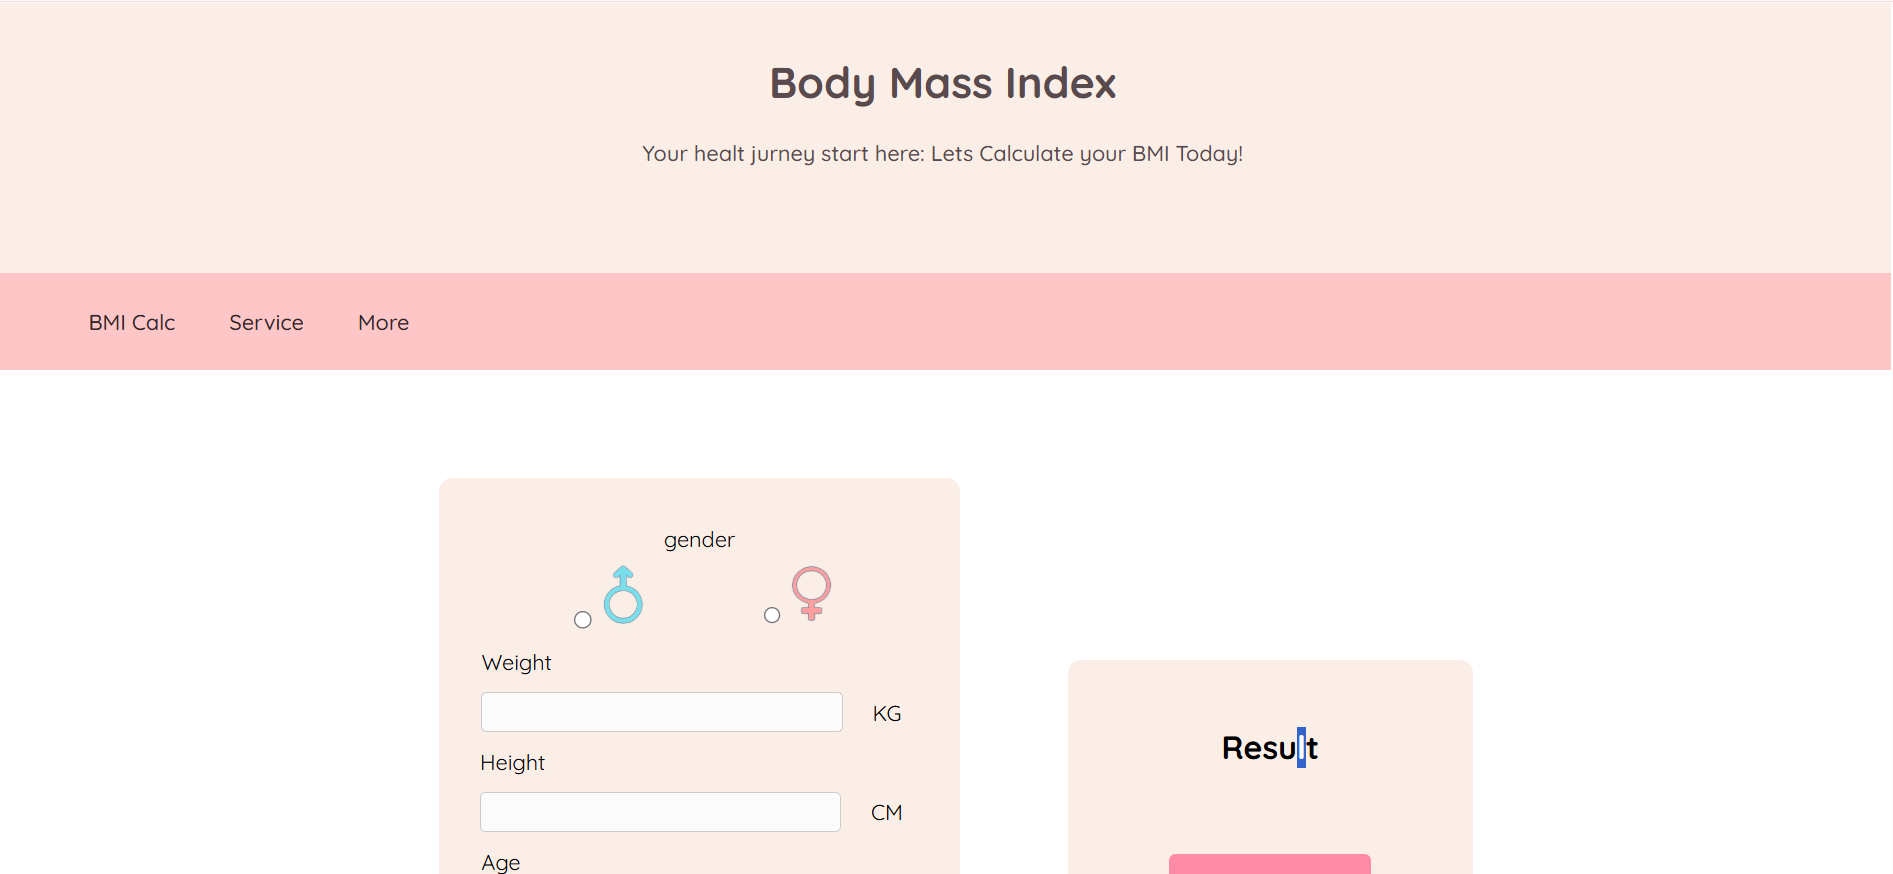 Body Mass Index
Your healt jurney start here: Lets Calculate your BMI Today!
BMI Calc Service More
gender
Weight
KG
Height
CM
Age
Result